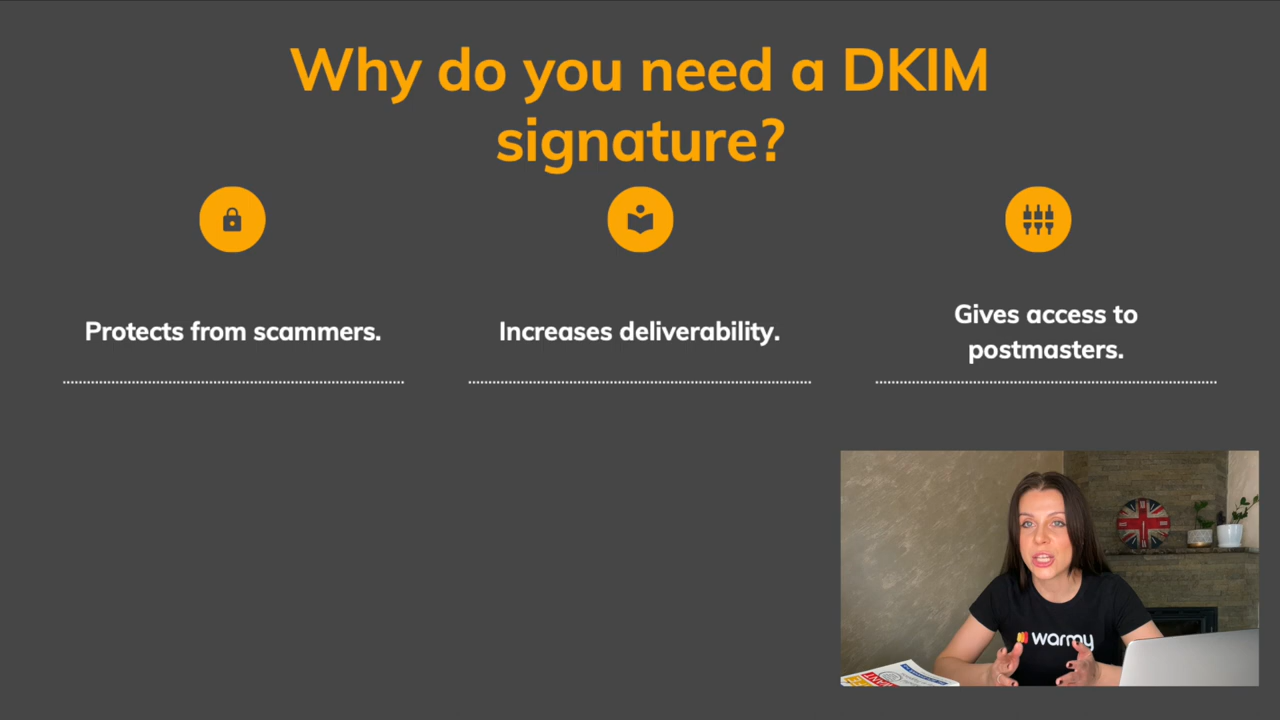 Why do you need a DKIM
signature?
Protects from scammers.
Increases deliverability.
Gives access to
postmasters.
warmy